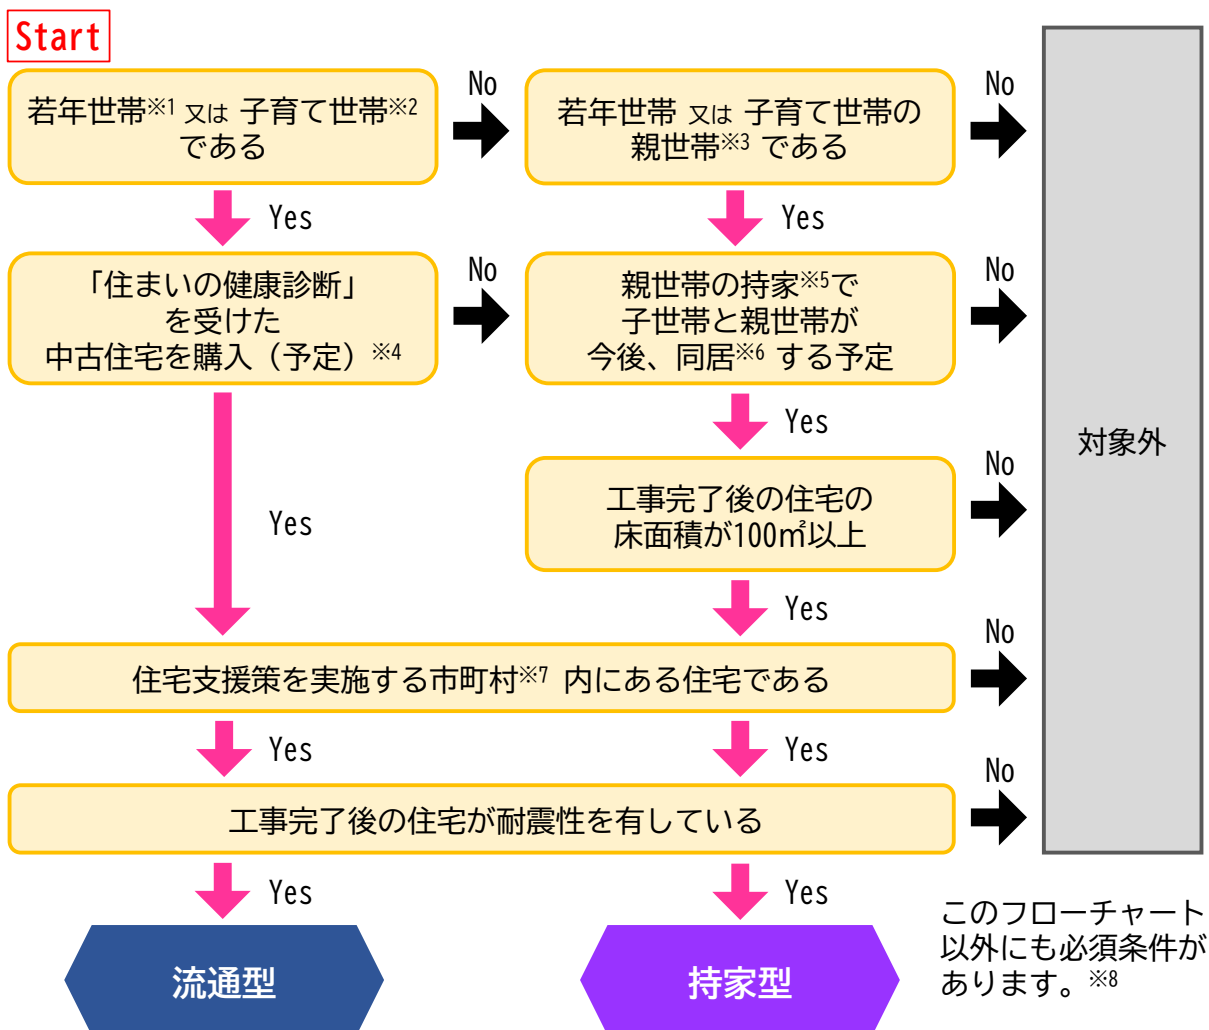 Start
若年世帯※1 又は 子育て世帯※2
である
No
若年世帯 又は 子育て世帯の
親世帯※3 である
No
Yes
Yes
「住まいの健康診断」
を受けた
中古住宅を購入（予定）※4
No
親世帯の持家※5で
子世帯と親世帯が
今後、同居※6 する予定
No
対象外
Yes
Yes
工事完了後の住宅の
床面積が100㎡以上
No
Yes
住宅支援策を実施する市町村※7 内にある住宅である
No
Yes
Yes
工事完了後の住宅が耐震性を有している
No
Yes
Yes
流通型
持家型
このフローチャート
以外にも必須条件が
あります。※8